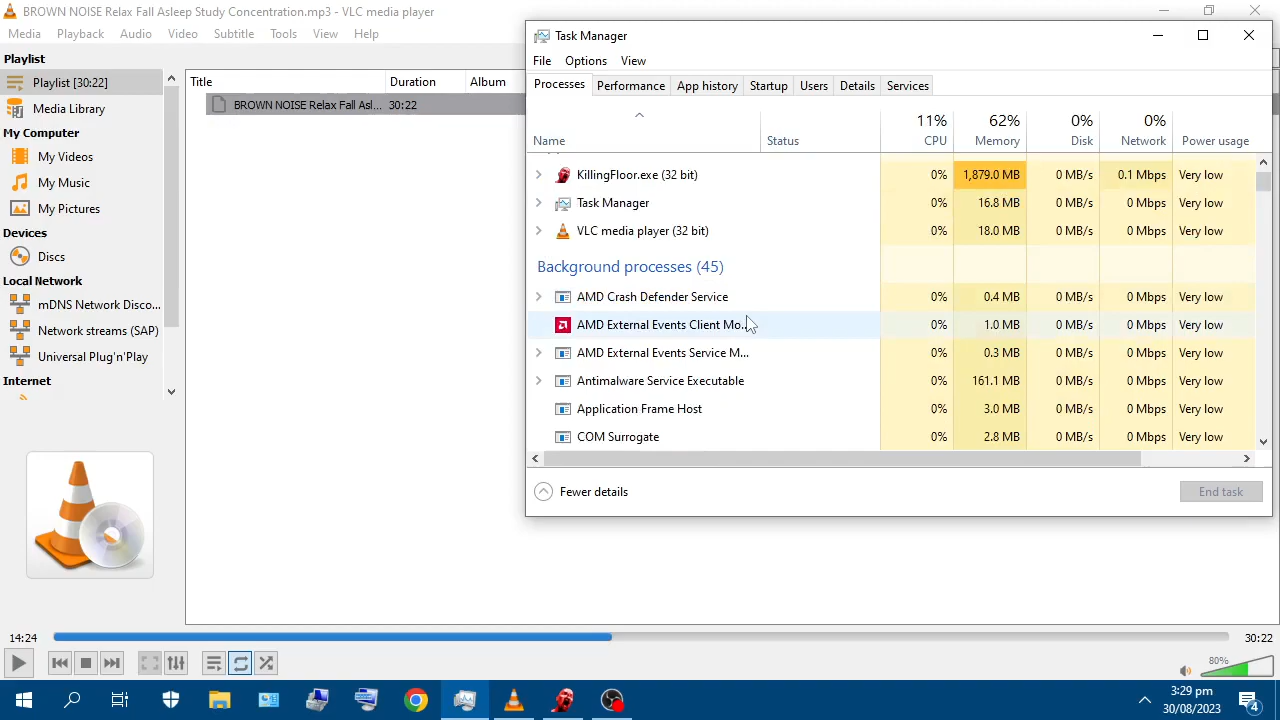 BROWN NOISE Relax Fall Asleep Study Concentration.mp3 - VLC media player
Media Playback Audio Video Subtitle Tools View Help
Playlist
Playlist [30:22]
Media Library
My Computer
My Videos
My Music
My Pictures
Devices
Discs
Local Network
mDNS Network Disco...
Network streams (SAP)
Universal Plug'n'Play
Internet
Title Duration Album
BROWN NOISE Relax Fall Asl... 30:22
Task Manager
File Options View
Processes Performance App history Startup Users Details Services
11% 62% 0% 0%
Name Status CPU Memory Disk Network Power usage
KillingFloor.exe (32 bit) 0% 1,879.0 MB 0 MB/s 0.1 Mbps Very low
Task Manager 0% 16.8 MB 0 MB/s 0 Mbps Very low
VLC media player (32 bit) 0% 18.0 MB 0 MB/s 0 Mbps Very low
Background processes (45)
AMD Crash Defender Service 0% 0.4 MB 0 MB/s 0 Mbps Very low
AMD External Events Client Mo... 0% 1.0 MB 0 MB/s 0 Mbps Very low
AMD External Events Service M... 0% 0.3 MB 0 MB/s 0 Mbps Very low
Antimalware Service Executable 0% 161.1 MB 0 MB/s 0 Mbps Very low
Application Frame Host 0% 3.0 MB 0 MB/s 0 Mbps Very low
COM Surrogate 0% 2.8 MB 0 MB/s 0 Mbps Very low
Fewer details End task
14:24 30:22
80%
3:29 pm
30/08/2023
4